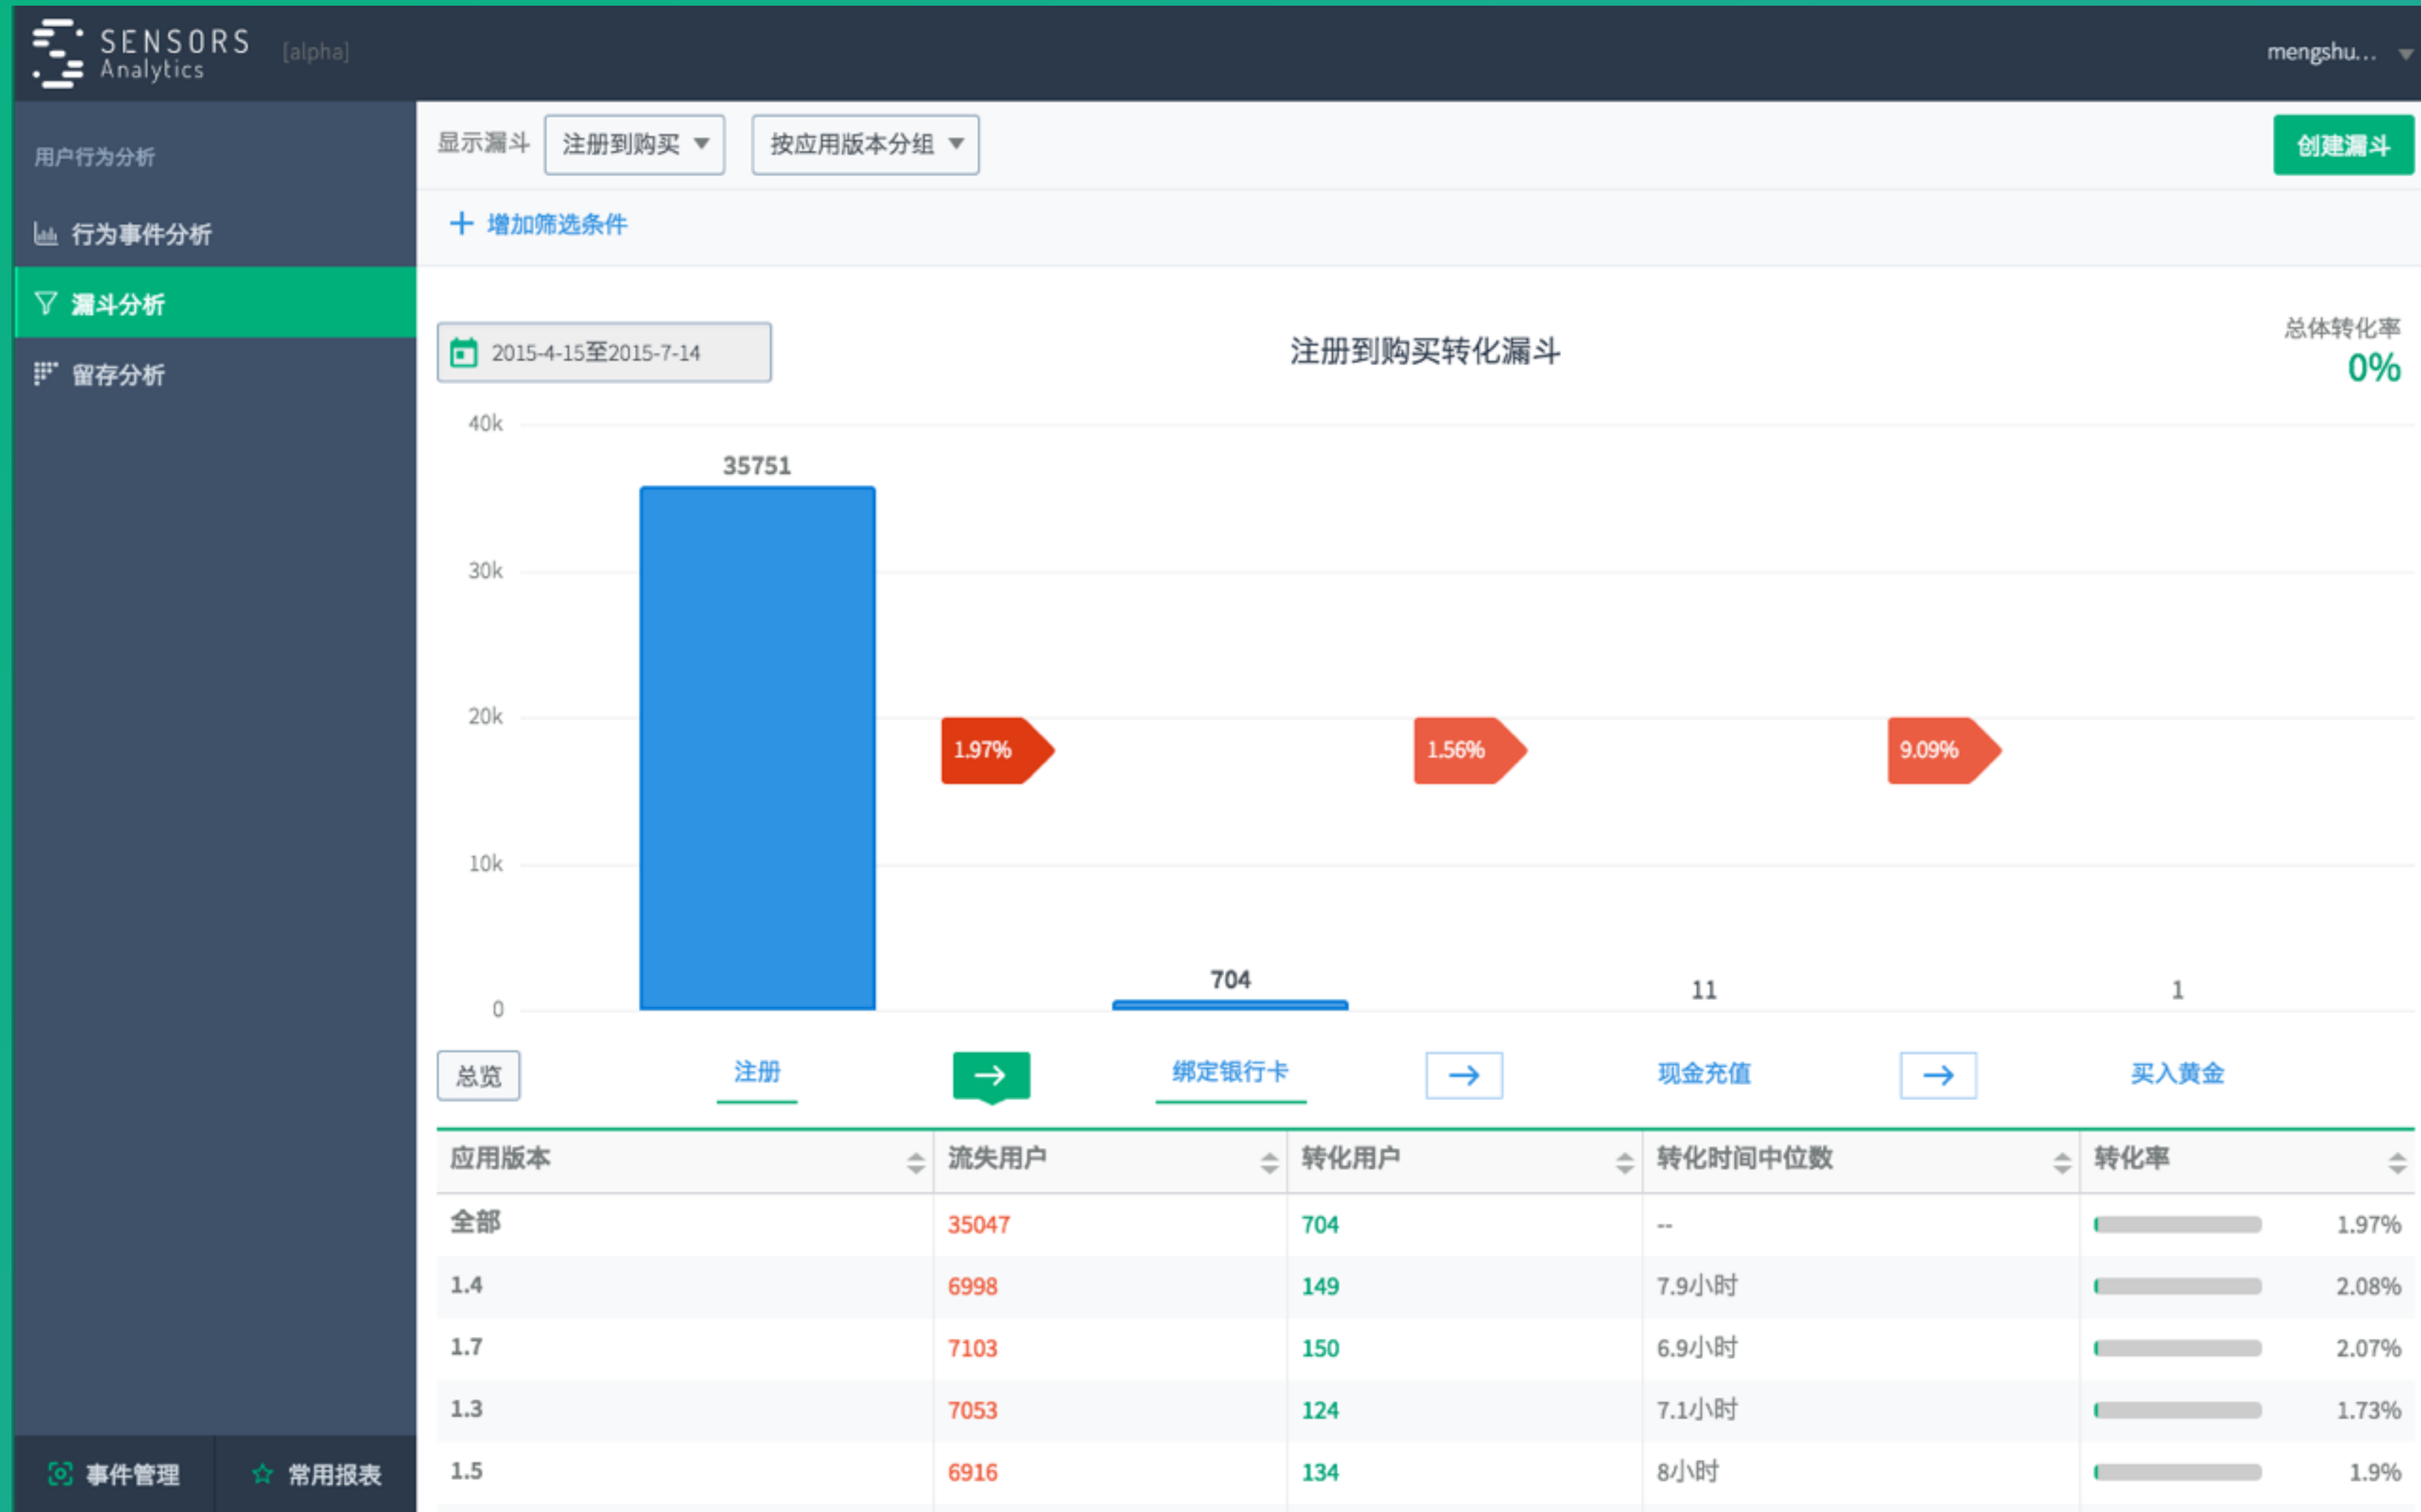 SENSORS
Analytics
[alpha]
mengshu...
用户行为分析
行为事件分析
漏斗分析
留存分析
事件管理
常用报表
显示漏斗 注册到购买 按应用版本分组 创建漏斗
+ 增加筛选条件
2015-4-15至2015-7-14
注册到购买转化漏斗
总体转化率
0%
40k
30k
20k
10k
0
35751
704
11
1
1.97%
1.56%
9.09%
总览 注册 绑定银行卡 现金充值 买入黄金
应用版本 流失用户 转化用户 转化时间中位数 转化率
全部 35047 704 -- 1.97%
1.4 6998 149 7.9小时 2.08%
1.7 7103 150 6.9小时 2.07%
1.3 7053 124 7.1小时 1.73%
1.5 6916 134 8小时 1.9%